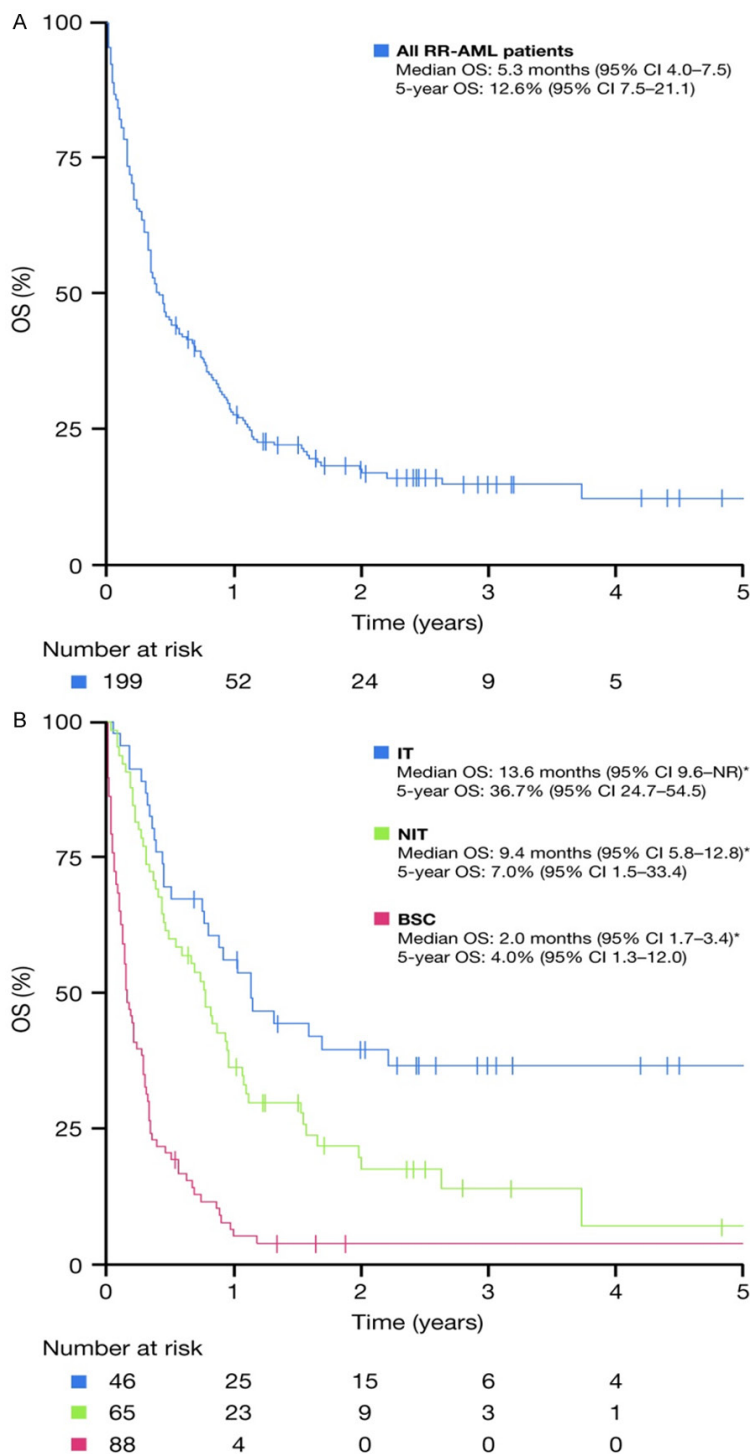 A
100
75
50
25
0
OS (%)
All RR-AML patients
Median OS: 5.3 months (95% CI 4.0–7.5)
5-year OS: 12.6% (95% CI 7.5–21.1)
0 1 2 3 4 5
Time (years)
Number at risk
199 52 24 9 5
B
100
75
50
25
0
OS (%)
IT
Median OS: 13.6 months (95% CI 9.6–NR)*
5-year OS: 36.7% (95% CI 24.7–54.5)
NIT
Median OS: 9.4 months (95% CI 5.8–12.8)*
5-year OS: 7.0% (95% CI 1.5–33.4)
BSC
Median OS: 2.0 months (95% CI 1.7–3.4)*
5-year OS: 4.0% (95% CI 1.3–12.0)
0 1 2 3 4 5
Time (years)
Number at risk
46 25 15 6 4
65 23 9 3 1
88 4 0 0 0